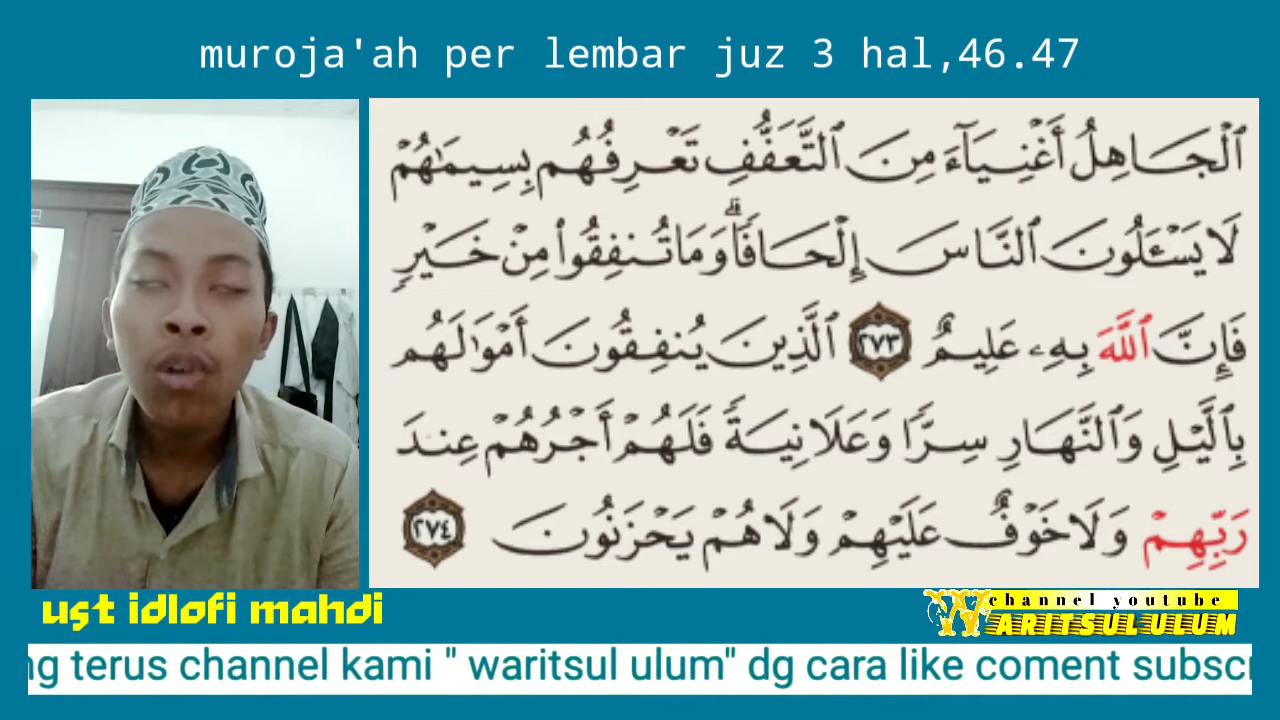 muroja'ah per lembar juz 3 hal,46.47
ٱلْجَاهِلُ أَغْنِيَآءَ مِنَ ٱلتَّعَفُّفِ تَعْرِفُهُم بِسِيمَٰهُمْ
لَا يَسْـَٔلُونَ ٱلنَّاسَ إِلْحَافًا ۗ وَمَا تُنفِقُوا۟ مِنْ خَيْرٍ
فَإِنَّ ٱللَّهَ بِهِۦ عَلِيمٌ ٢٧٣ ٱلَّذِينَ يُنفِقُونَ أَمْوَٰلَهُم
بِٱلَّيْلِ وَٱلنَّهَارِ سِرًّا وَعَلَانِيَةً فَلَهُمْ أَجْرُهُمْ عِندَ
رَبِّهِمْ وَلَا خَوْفٌ عَلَيْهِمْ وَلَا هُمْ يَحْزَنُونَ ٢٧٤
ust idlofi mahdi
channel youtube
WARITSUL ULUM
ng terus channel kami " waritsul ulum" dg cara like coment subscr